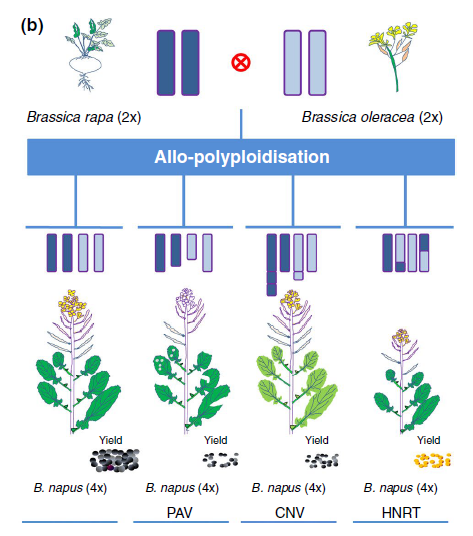 (b)
Brassica rapa (2x)
Brassica oleracea (2x)
Allo-polyploidisation
Yield
Yield
Yield
Yield
B. napus (4x)
B. napus (4x)
B. napus (4x)
B. napus (4x)
PAV
CNV
HNRT